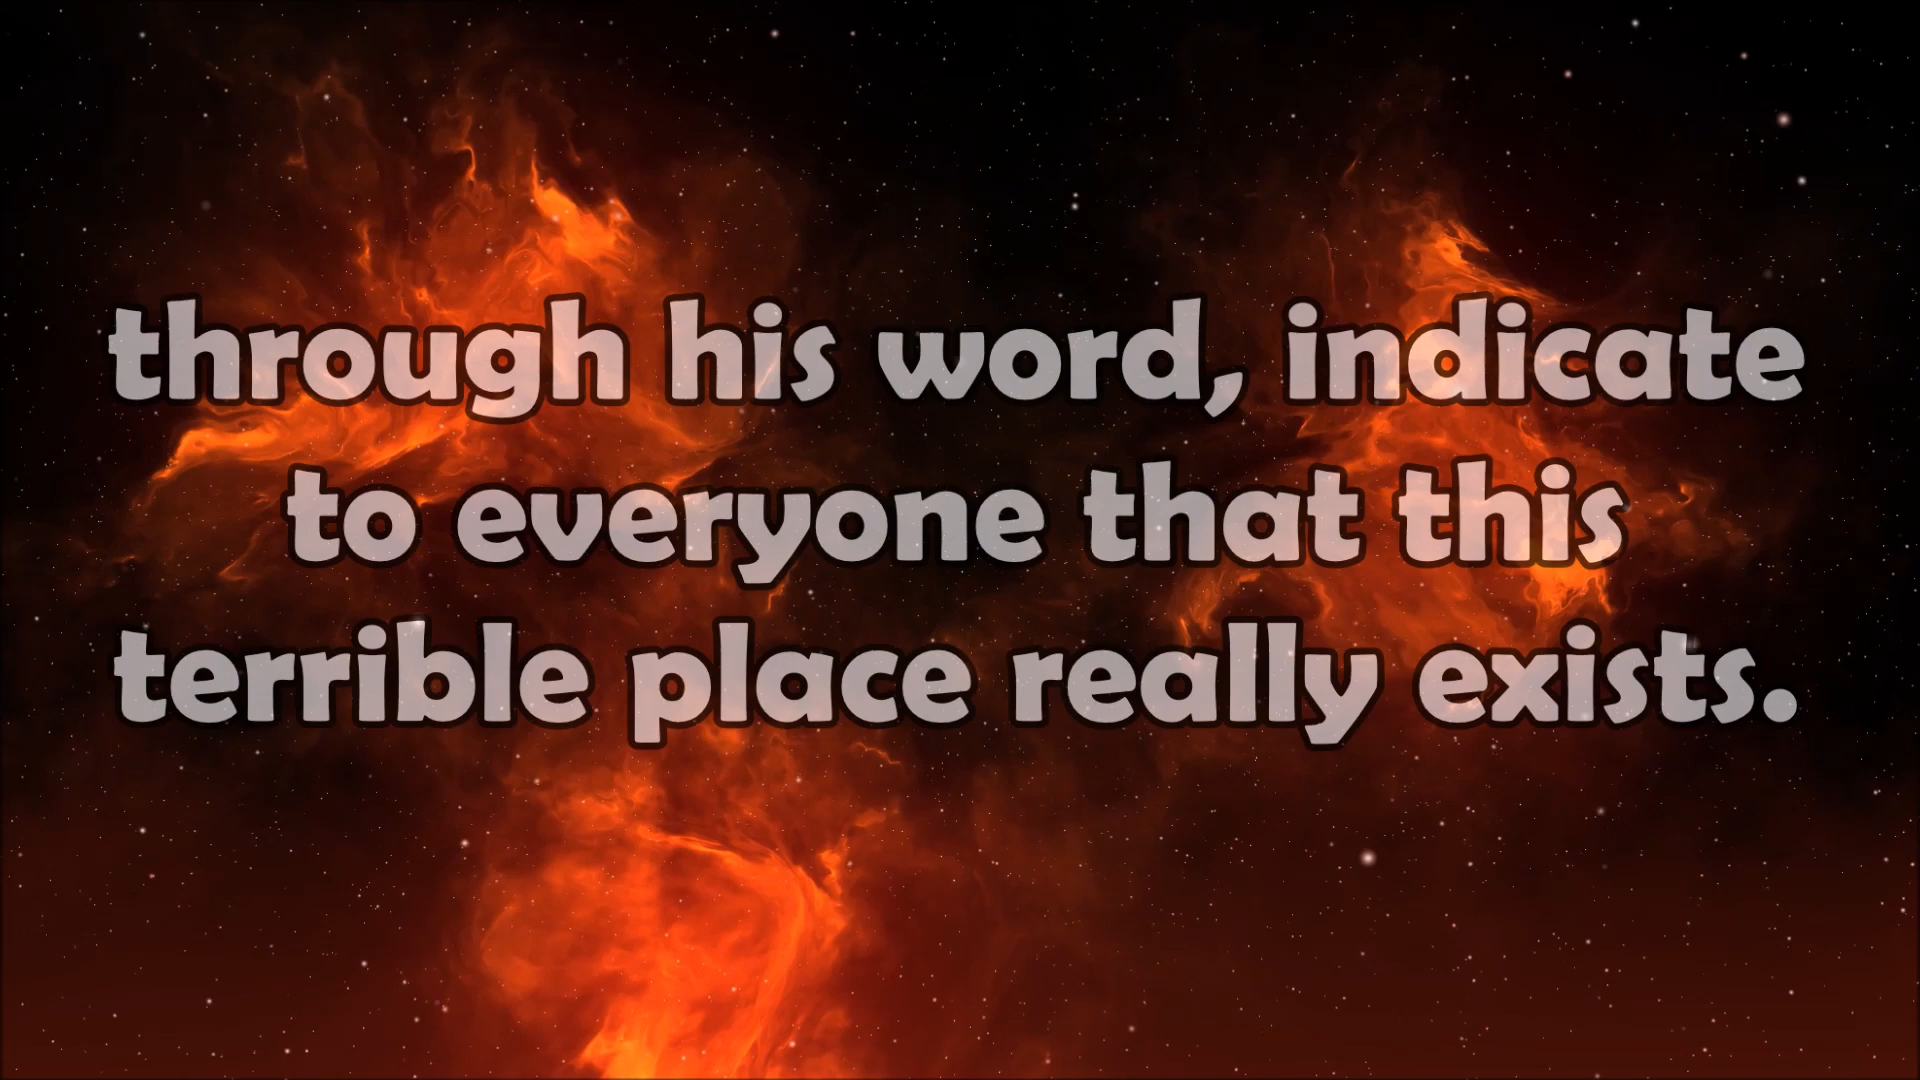 through his word, indicate
to everyone that this
terrible place really exists.